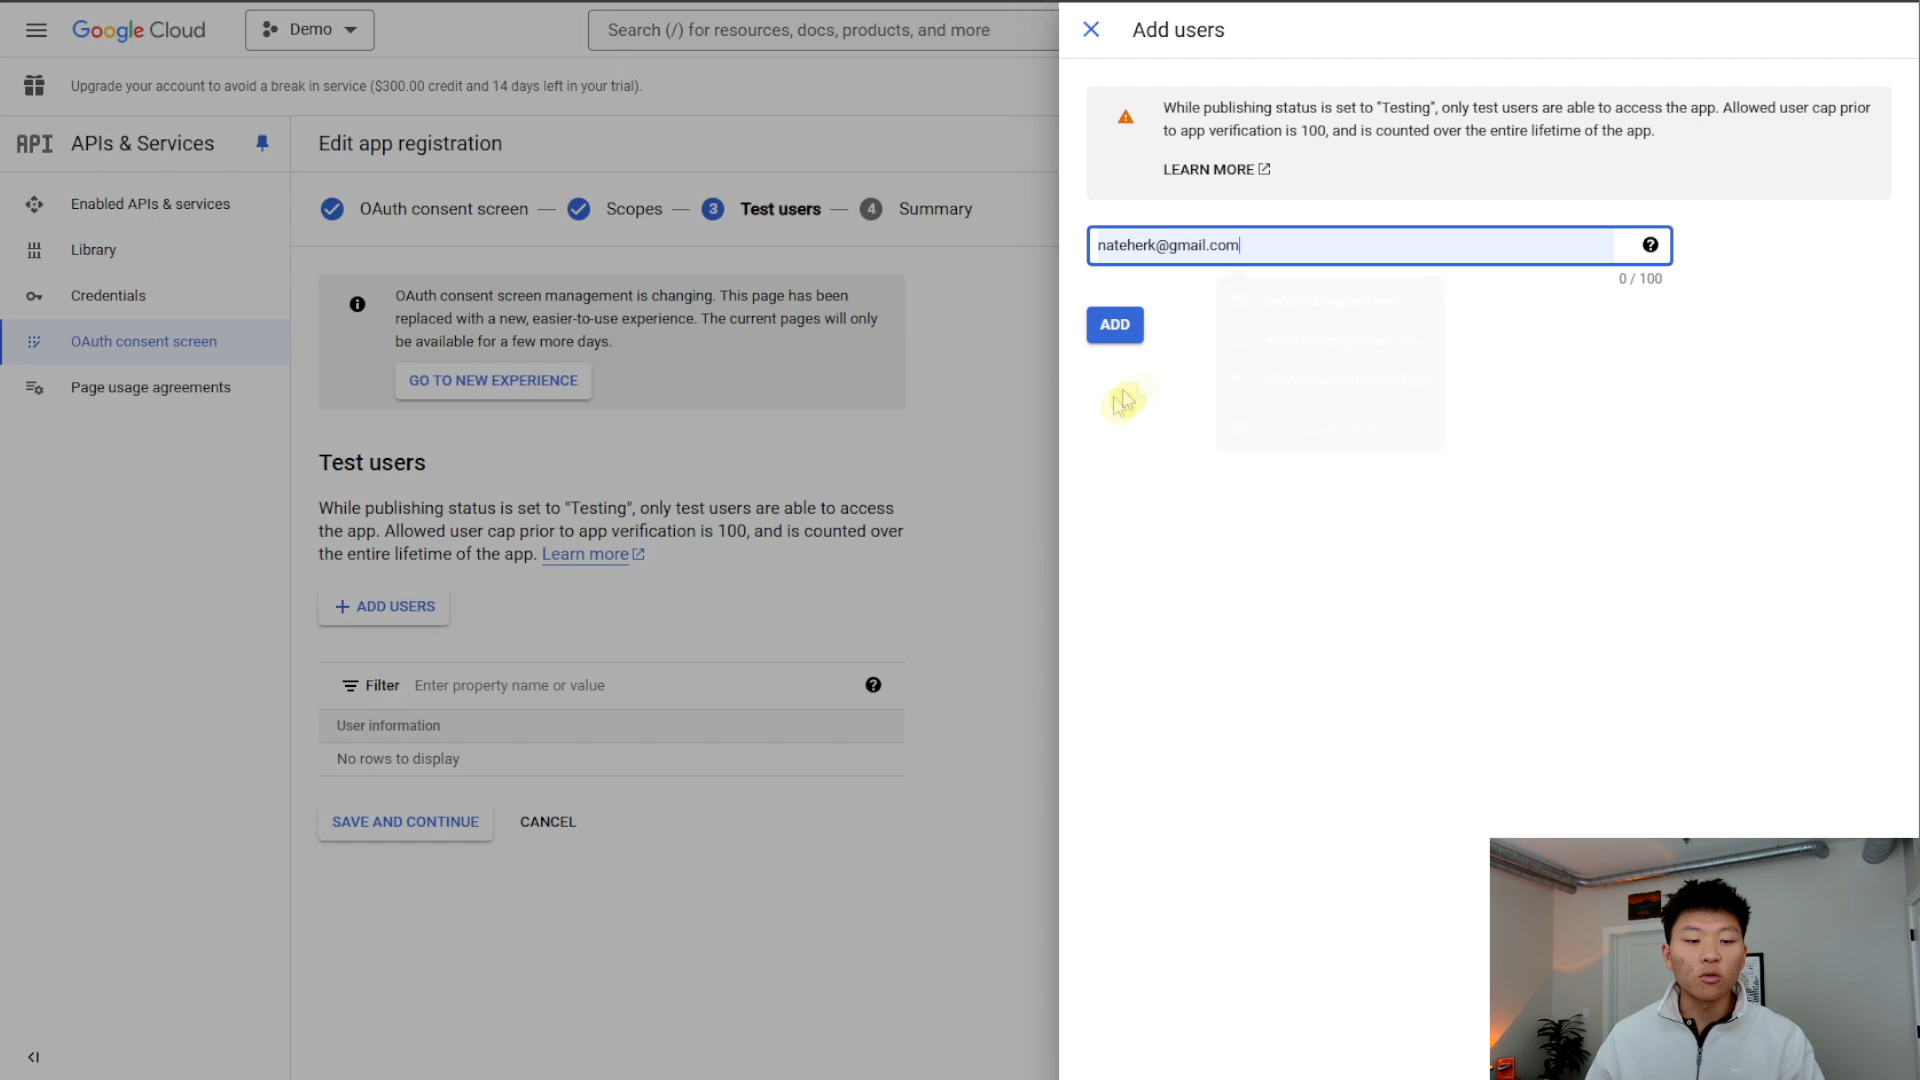 Google Cloud
Demo
Search (/) for resources, docs, products, and more
Upgrade your account to avoid a break in service ($300.00 credit and 14 days left in your trial).
API
APIs & Services
Enabled APIs & services
Library
Credentials
OAuth consent screen
Page usage agreements
Edit app registration
OAuth consent screen
Scopes
3
Test users
4
Summary
OAuth consent screen management is changing. This page has been
replaced with a new, easier-to-use experience. The current pages will only
be available for a few more days.
GO TO NEW EXPERIENCE
Test users
While publishing status is set to "Testing", only test users are able to access
the app. Allowed user cap prior to app verification is 100, and is counted over
the entire lifetime of the app. Learn more
ADD USERS
Filter
Enter property name or value
User information
No rows to display
SAVE AND CONTINUE
CANCEL
Add users
While publishing status is set to "Testing", only test users are able to access the app. Allowed user cap prior
to app verification is 100, and is counted over the entire lifetime of the app.
LEARN MORE
nateherk@gmail.com
0 / 100
ADD